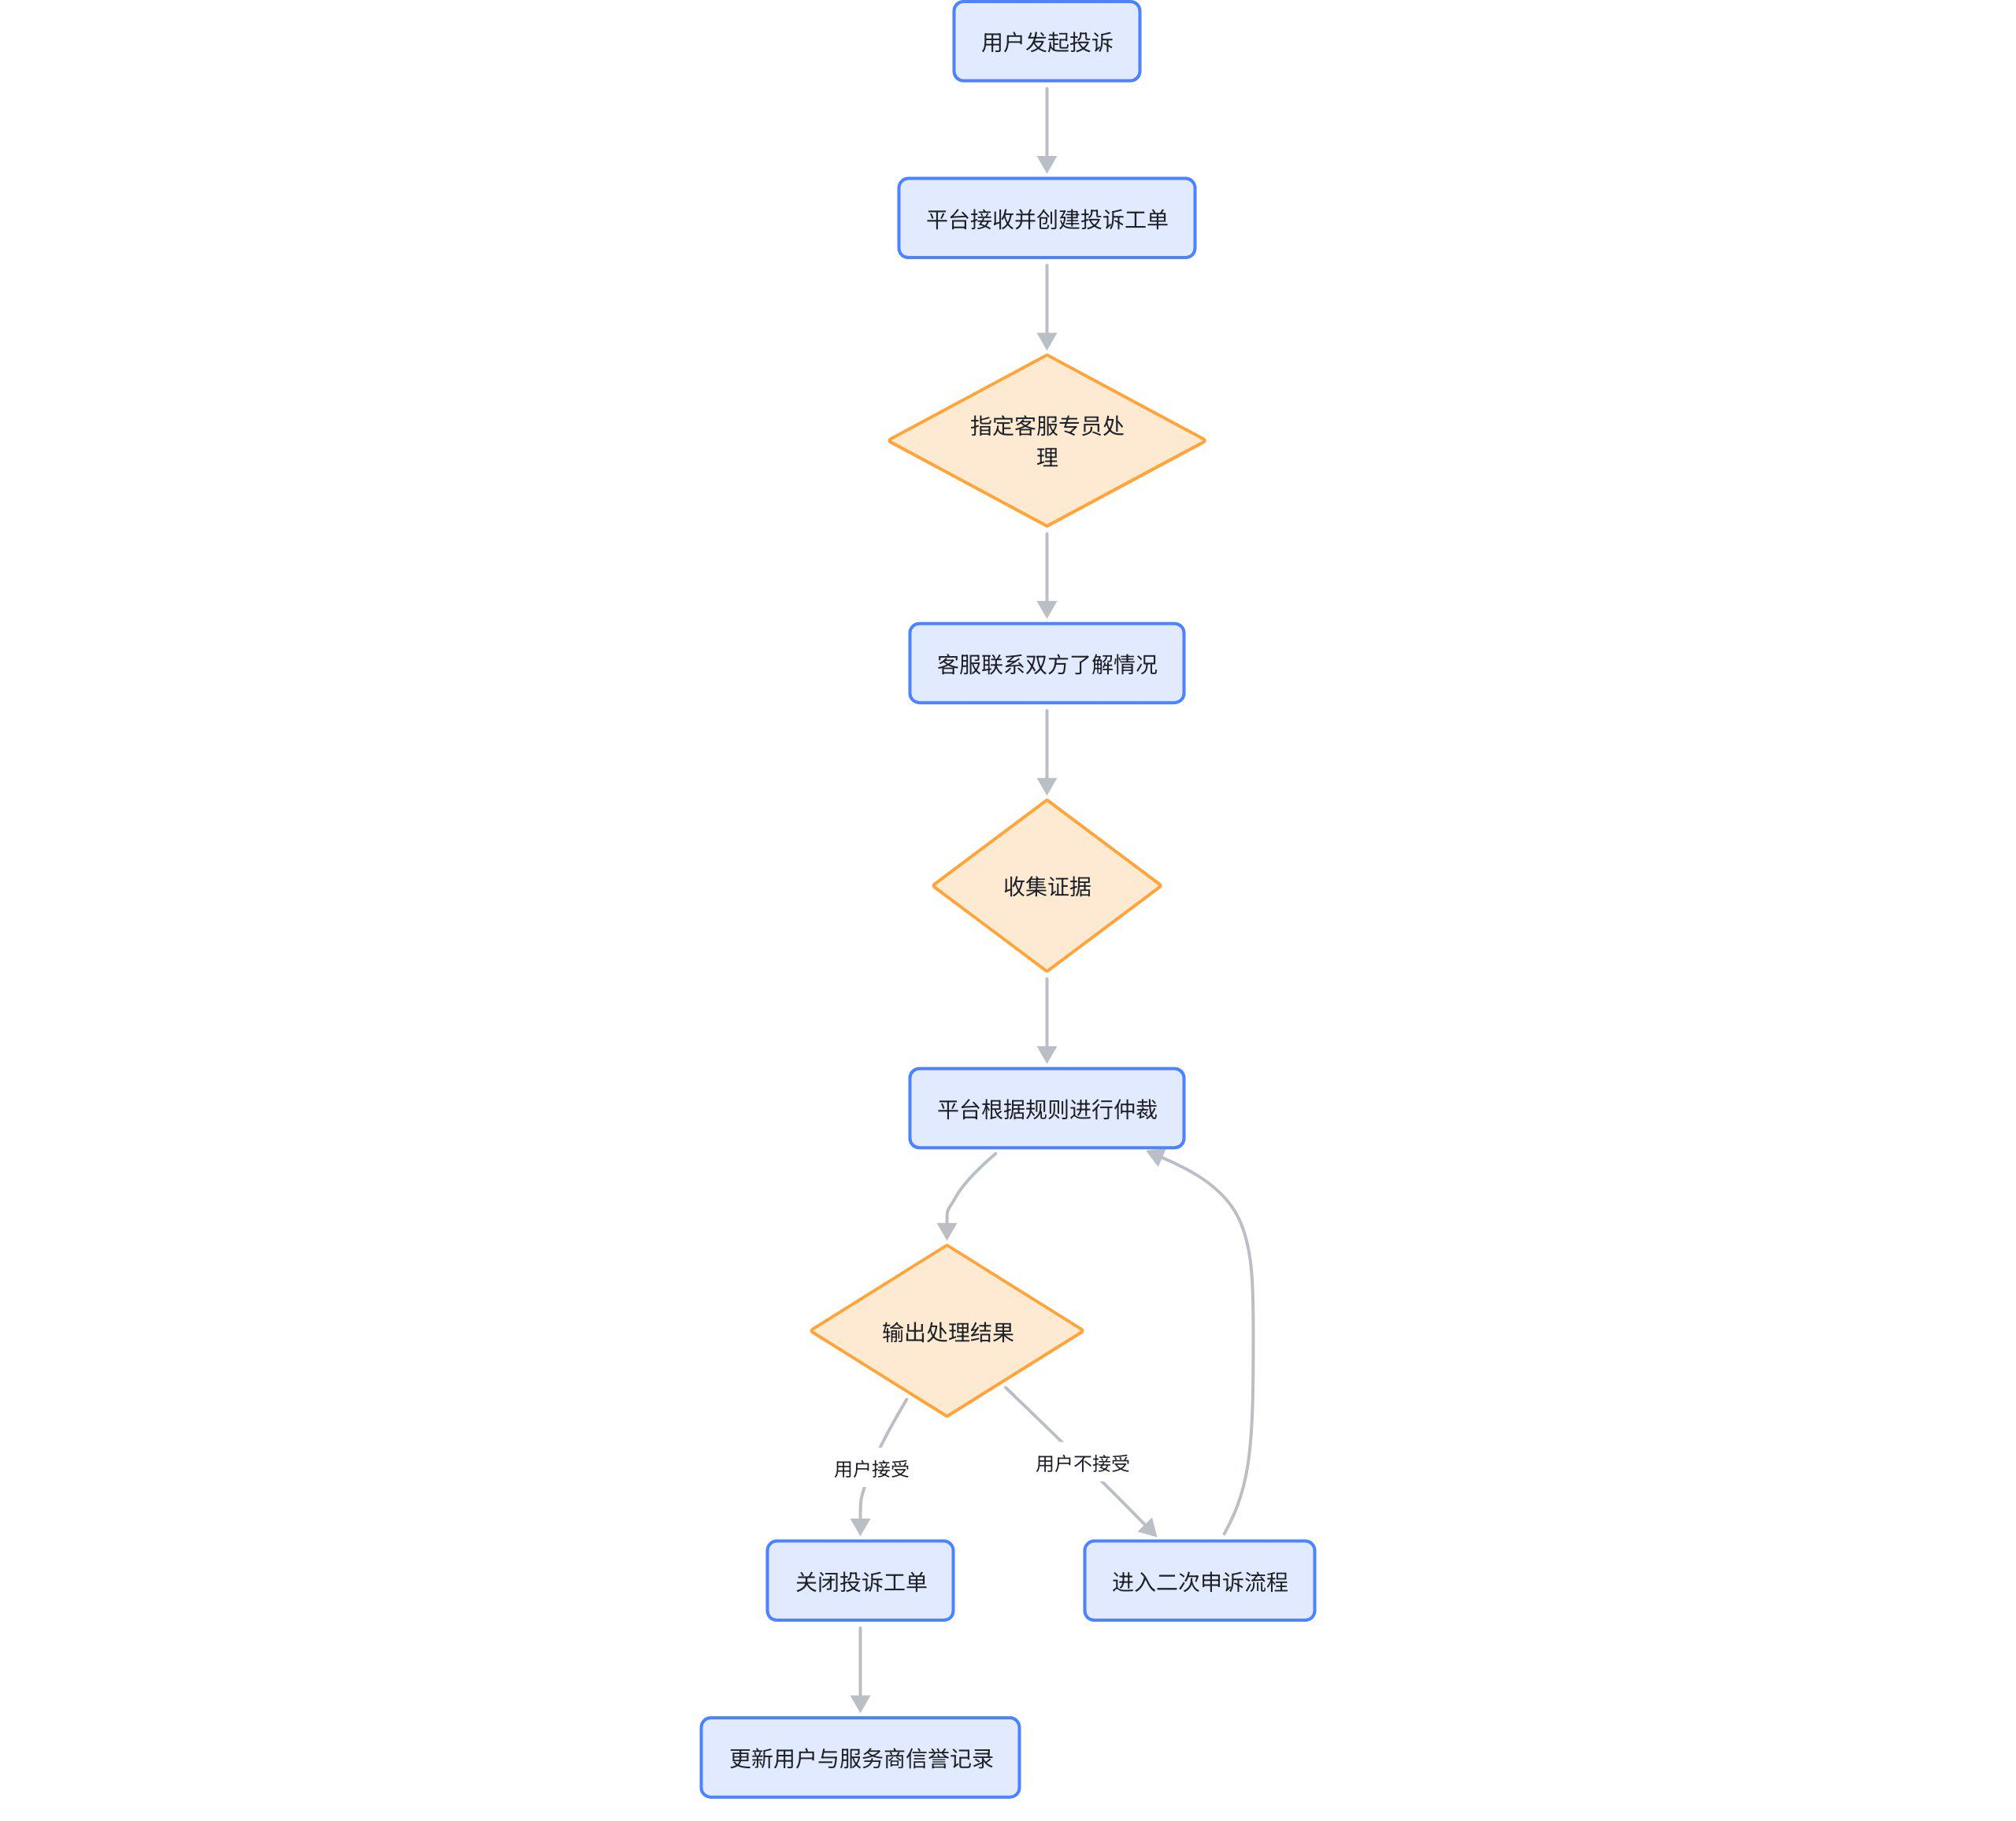 用户发起投诉
平台接收并创建投诉工单
指定客服专员处
理
客服联系双方了解情况
收集证据
平台根据规则进行仲裁
输出处理结果
用户接受
用户不接受
关闭投诉工单
进入二次申诉流程
更新用户与服务商信誉记录